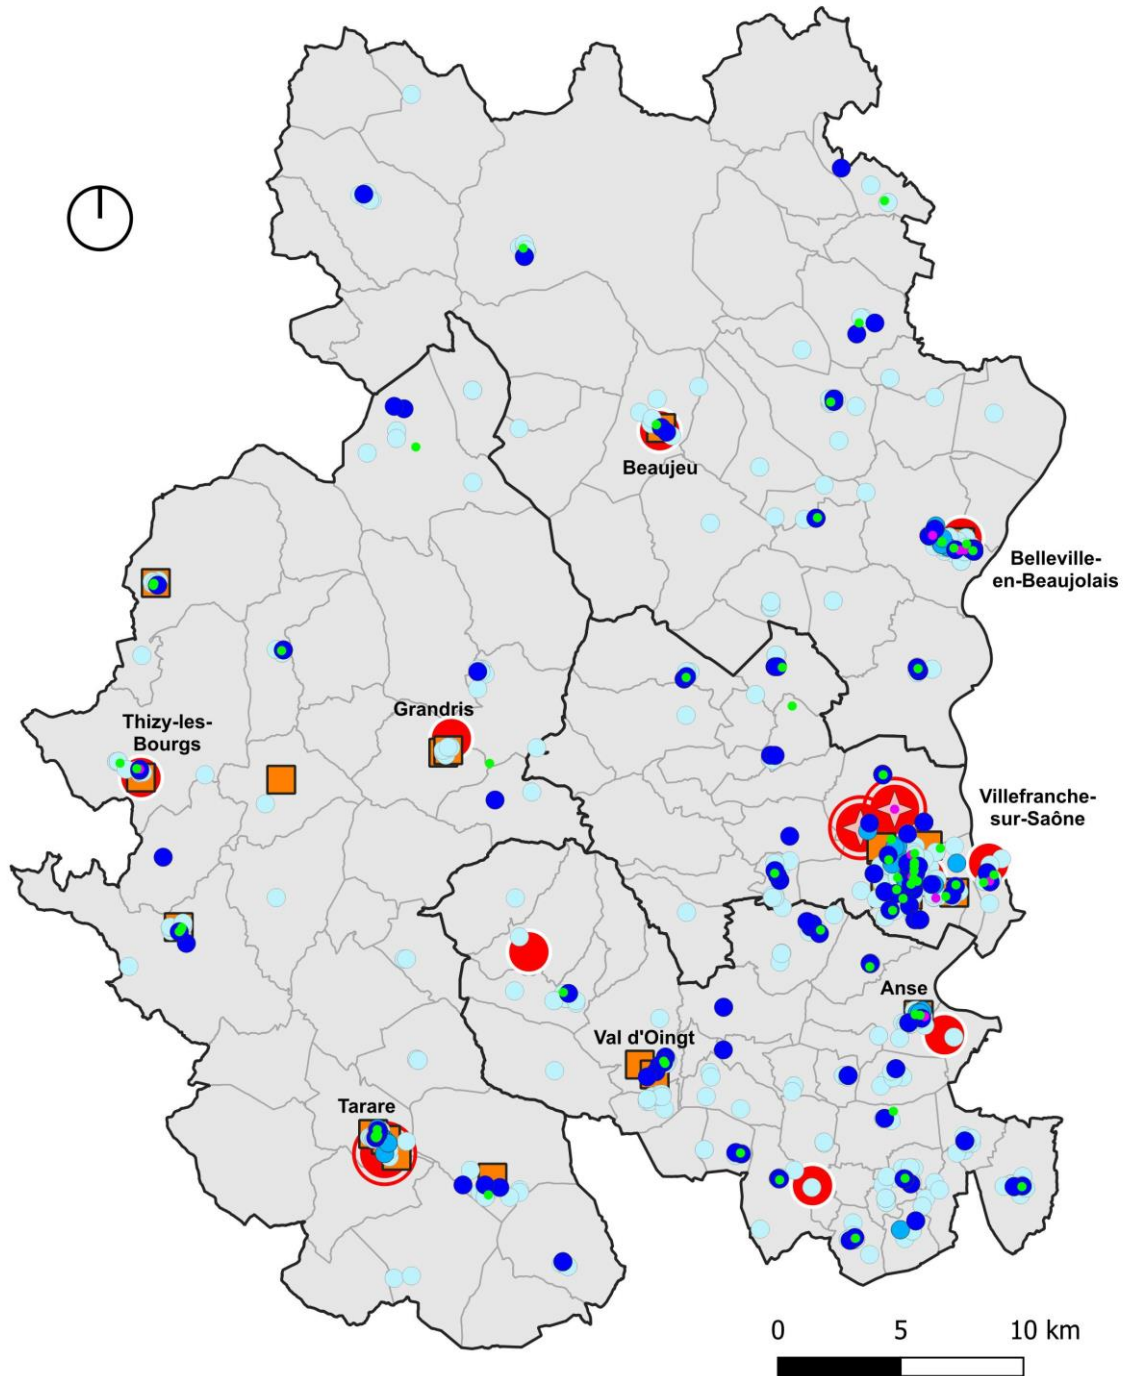 Beaujeu
Belleville-
en-Beaujolais
Thizy-les-
Bourgs
Grandris
Villefranche-
sur-Saône
Anse
Val d'Oingt
Tarare
0 5 10 km